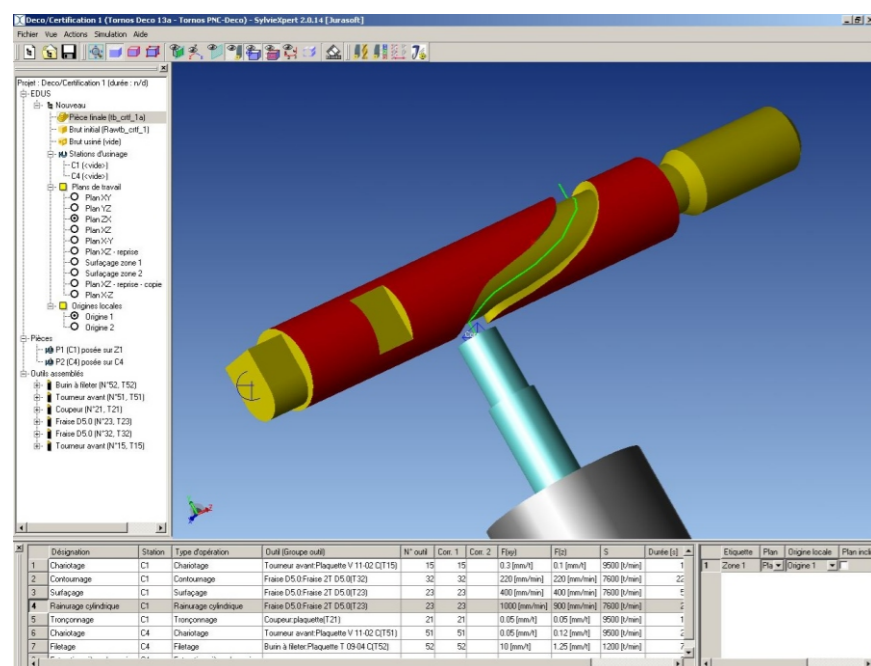 Deco/Certification 1 (Tornos Deco 13a - Tornos PNC-Deco) - SylvieXpert 2.0.14 [Jurasoft]
Fichier Vue Actions Simulation Aide
Projet : Deco/Certification 1 (durée : n/d)
EDUS
Nouveau
Pièce finale (tb_crtf_1a)
Brut initial (Rawtb_crtf_1)
Brut usiné (vide)
Stations d'usinage
C1 (<vide>)
C4 (<vide>)
Plans de travail
Plan XY
Plan YZ
Plan ZX
Plan XZ
Plan X-Y
Plan XZ - reprise
Surfaçage zone 1
Surfaçage zone 2
Plan XZ - reprise - copie
Plan X-Z
Origines locales
Origine 1
Origine 2
Pièces
P1 (C1) posée sur Z1
P2 (C4) posée sur C4
Outils assemblés
Burin à fileter (N°52, T52)
Tourneur avant (N°51, T51)
Coupeur (N°21, T21)
Fraise D5.0 (N°23, T23)
Fraise D5.0 (N°32, T32)
Tourneur avant (N°15, T15)
Désignation Station Type d'opération Outil (Groupe outil) N° outil Corr. 1 Corr. 2 F(xy) F(z) S Durée [s]
1 Chariotage C1 Chariotage Tourneur avant:Plaquette V 11-02 C(T15) 15 15 0.3 [mm/t] 0.1 [mm/t] 9500 [t/min] 1
2 Contournage C1 Contournage Fraise D5.0:Fraise 2T D5.0(T32) 32 32 220 [mm/min] 220 [mm/min] 7600 [t/min] 22
3 Surfaçage C1 Surfaçage Fraise D5.0:Fraise 2T D5.0(T23) 23 23 400 [mm/min] 400 [mm/min] 7600 [t/min] 5
4 Rainurage cylindrique C1 Rainurage cylindrique Fraise D5.0:Fraise 2T D5.0(T23) 23 23 1000 [mm/min] 900 [mm/min] 7600 [t/min] 2
5 Tronçonnage C1 Tronçonnage Coupeur:plaquette(T21) 21 21 0.05 [mm/t] 0.05 [mm/t] 9500 [t/min] 1
6 Chariotage C4 Chariotage Tourneur avant:Plaquette V 11-02 C(T51) 51 51 0.05 [mm/t] 0.12 [mm/t] 9500 [t/min] 2
7 Filetage C4 Filetage Burin à fileter:Plaquette T 09-04 C(T52) 52 52 10 [mm/t] 1.25 [mm/t] 1200 [t/min] 7
Etiquette Plan Origine locale Plan incli
1 Zone 1 Pla Origine 1